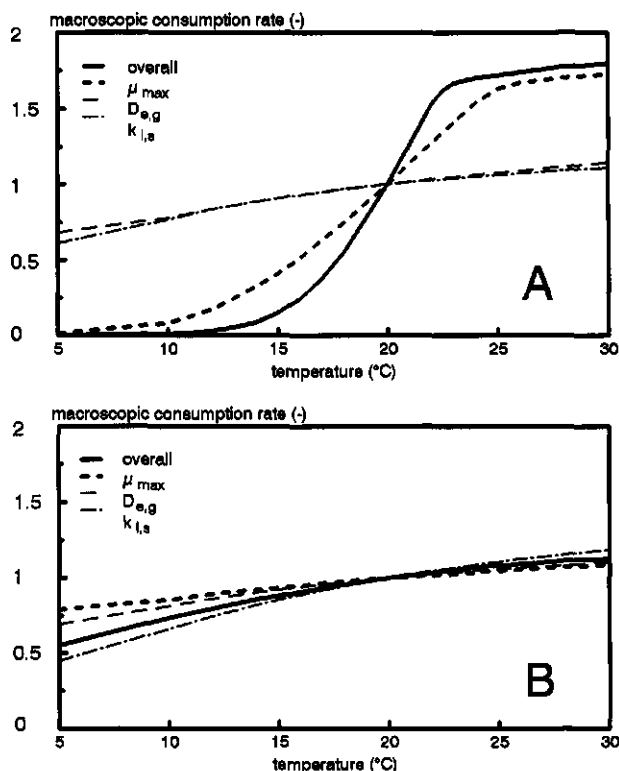 macroscopic consumption rate (-)
2
overall
μ max
D e,g
k l,s
1.5
1
0.5
0
A
5 10 15 20 25 30
temperature (°C)
macroscopic consumption rate (-)
2
overall
μ max
D e,g
k l,s
1.5
1
0.5
0
B
5 10 15 20 25 30
temperature (°C)